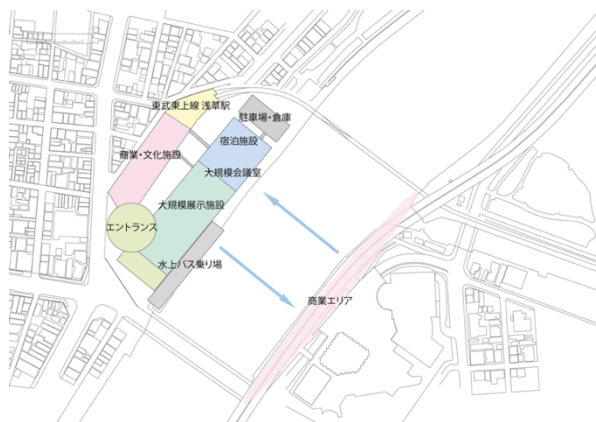 東武東上線 浅草駅
駐車場・倉庫
宿泊施設
商業・文化施設
大規模会議室
大規模展示施設
エントランス
水上バス乗り場
商業エリア